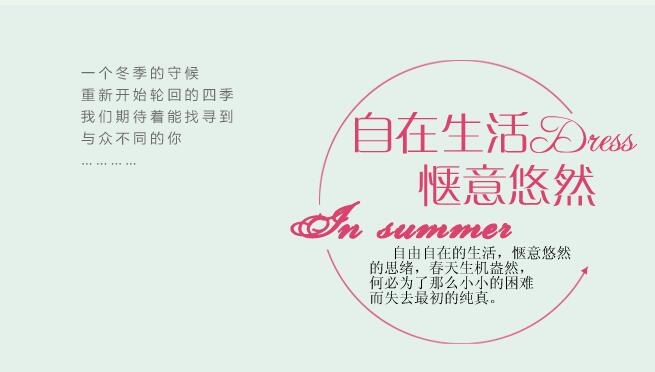 一个冬季的守候
重新开始轮回的四季
我们期待着能找寻到
与众不同的你
…………
自在生活Dress
惬意悠然
In summer
自由自在的生活，惬意悠然
的思绪，春天生机盎然，
何必为了那么小小的困难
而失去最初的纯真。